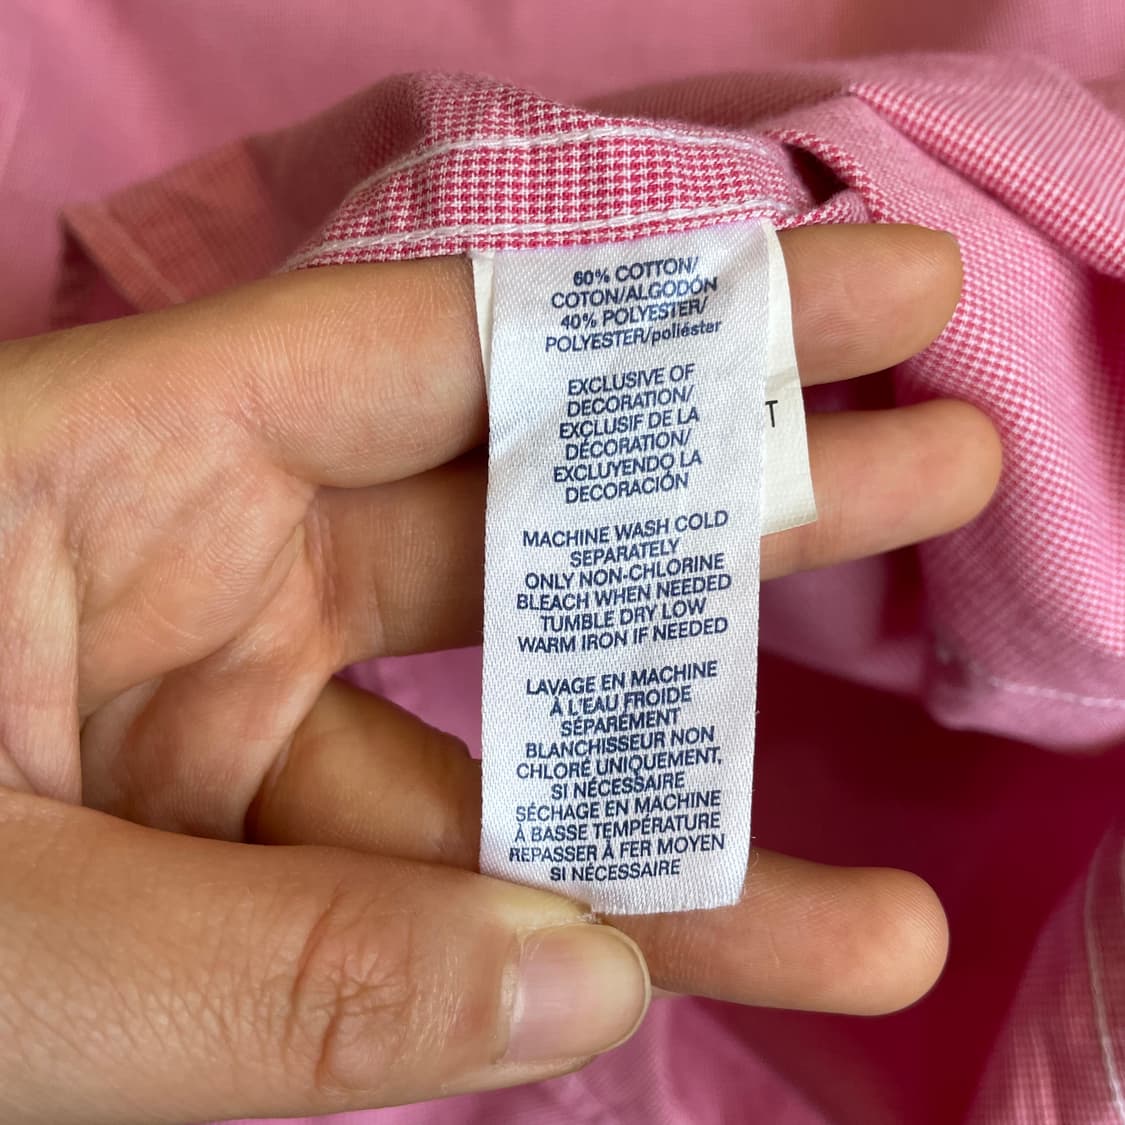 60% COTTON/
COTON/ALGODÓN
40% POLYESTER/
POLYESTER/poliéster
EXCLUSIVE OF
DECORATION/
EXCLUSIF DE LA
DÉCORATION/
EXCLUYENDO LA
DECORACIÓN
MACHINE WASH COLD
SEPARATELY
ONLY NON-CHLORINE
BLEACH WHEN NEEDED
TUMBLE DRY LOW
WARM IRON IF NEEDED
LAVAGE EN MACHINE
À L'EAU FROIDE
SÉPARÉMENT
BLANCHISSEUR NON
CHLORÉ UNIQUEMENT,
SI NÉCESSAIRE
SÉCHAGE EN MACHINE
À BASSE TEMPÉRATURE
REPASSER À FER MOYEN
SI NÉCESSAIRE
T